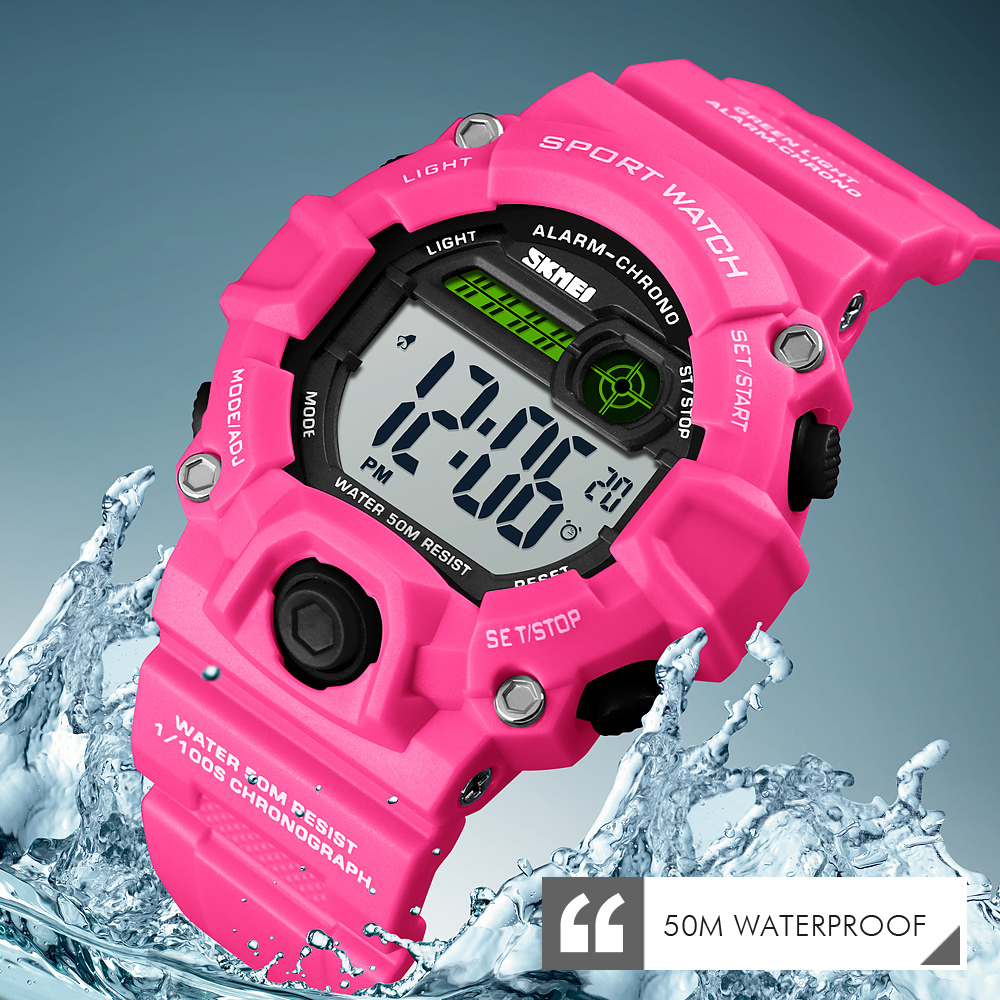 GREEN LIGHT
ALARM-CHRONO
SPORT WATCH
LIGHT
LIGHT
ALARM-CHRONO
SKMEI
SET/START
ST/STOP
MODE/ADJ
MODE
12:06
20
PM
WATER 50M RESIST
RESET
SET/STOP
WATER 50M RESIST
1/100S CHRONOGRAPH
“ 50M WATERPROOF